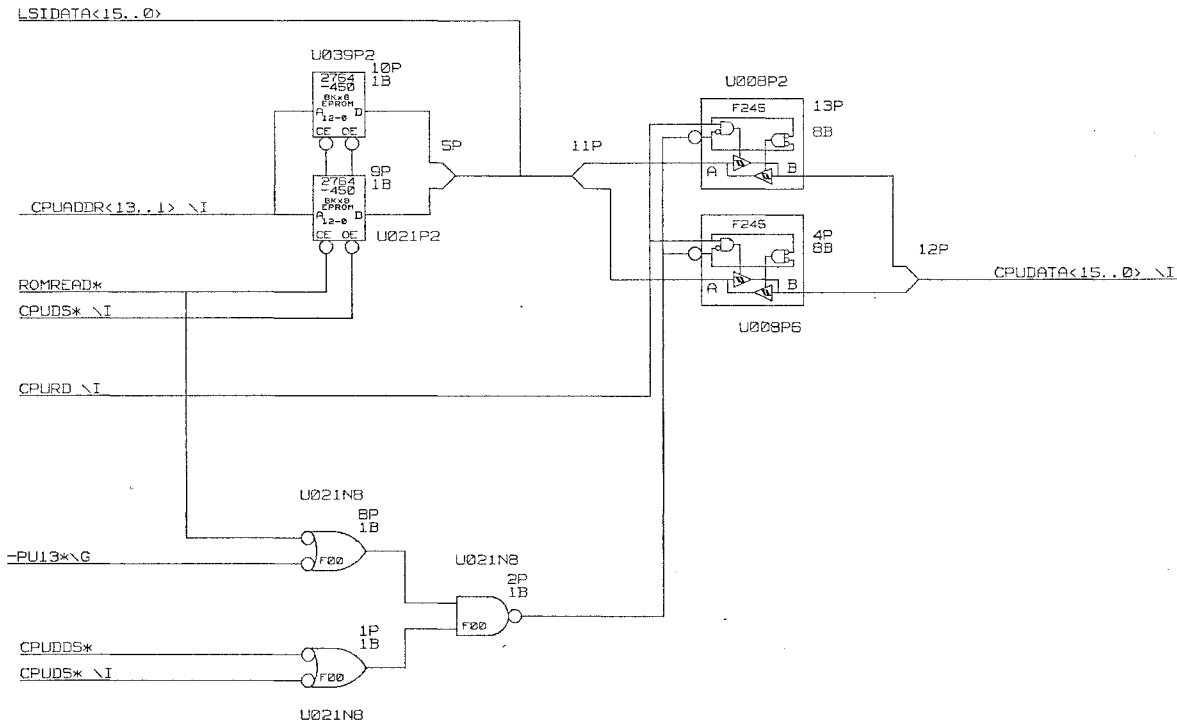 LSIDATA<15..0>
U039P2
10P
1B
2764
-450
8Kx8
EPROM
A D
12-0
CE OE
5P
9P
1B
2764
-450
8Kx8
EPROM
A D
12-0
CE OE
U021P2
CPUADDR<13..1> \I
ROMREAD*
CPUDS* \I
CPURD \I
11P
U008P2
F245
13P
8B
A B
F245
4P
8B
A B
U008P6
12P
CPUDATA<15..0> \I
U021N8
8P
1B
F00
-PU13*\G
U021N8
2P
1B
F00
1P
1B
CPUDDS*
CPUDS* \I
F00
U021N8